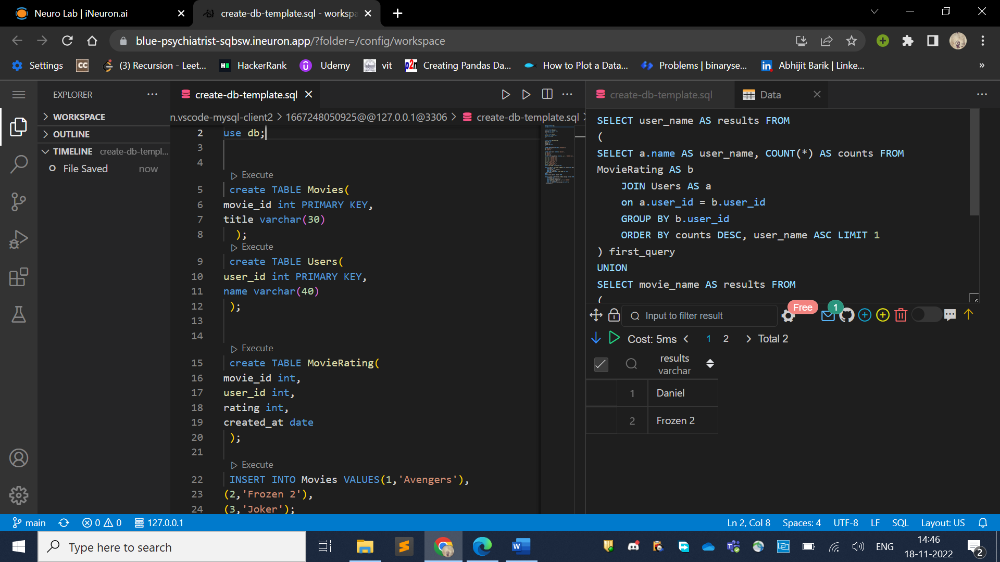 Neuro Lab | iNeuron.ai
create-db-template.sql - workspa
blue-psychiatrist-sqbsw.ineuron.app/?folder=/config/workspace
Settings
CC
(3) Recursion - Leet...
HackerRank
Udemy
vit
Creating Pandas Da...
How to Plot a Data...
Problems | binaryse...
Abhijit Barik | Linke...
»
EXPLORER
create-db-template.sql
create-db-template.sql
Data
WORKSPACE
OUTLINE
TIMELINE create-db-templ...
File Saved now
n.vscode-mysql-client2 > 1667248050925@@127.0.0.1@3306 > create-db-template.sql
2 use db;
3
4
Execute
5 create TABLE Movies(
6 movie_id int PRIMARY KEY,
7 title varchar(30)
8 );
Execute
9 create TABLE Users(
10 user_id int PRIMARY KEY,
11 name varchar(40)
12 );
13
14
Execute
15 create TABLE MovieRating(
16 movie_id int,
17 user_id int,
18 rating int,
19 created_at date
20 );
21
Execute
22 INSERT INTO Movies VALUES(1,'Avengers'),
23 (2,'Frozen 2'),
24 (3,'Joker');
SELECT user_name AS results FROM
(
SELECT a.name AS user_name, COUNT(*) AS counts FROM
MovieRating AS b
JOIN Users AS a
on a.user_id = b.user_id
GROUP BY b.user_id
ORDER BY counts DESC, user_name ASC LIMIT 1
) first_query
UNION
SELECT movie_name AS results FROM
(
Input to filter result
Free
1
Cost: 5ms < 1 2 > Total 2
results
varchar
1 Daniel
2 Frozen 2
main
0 0
127.0.0.1
Ln 2, Col 8
Spaces: 4
UTF-8
LF
SQL
Layout: US
Type here to search
ENG
14:46
18-11-2022
2